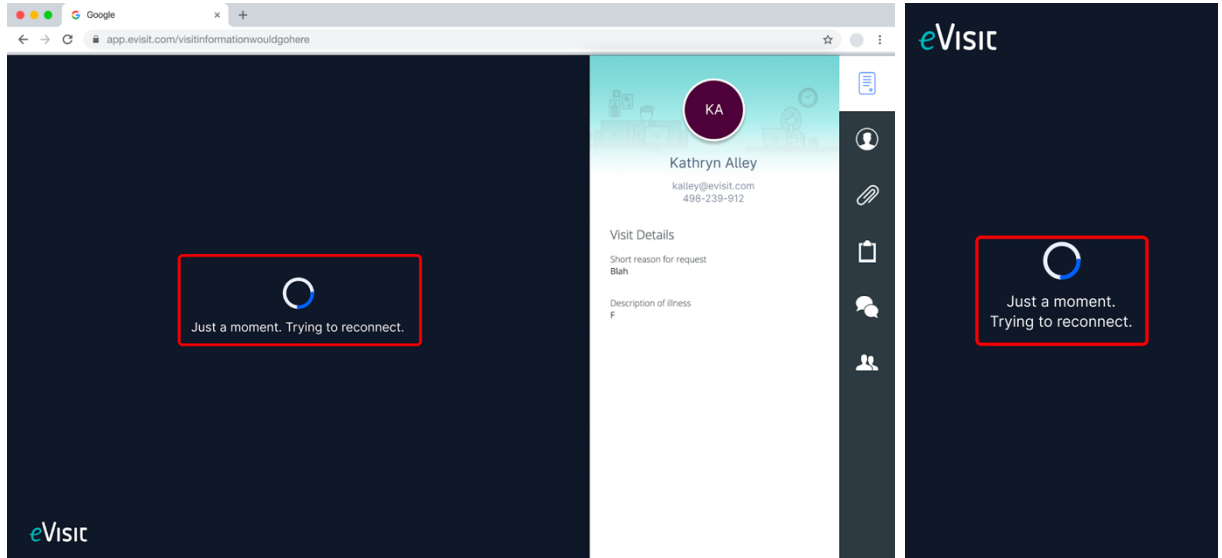 Google
app.evisit.com/visitinformationwouldgohere
KA
Kathryn Alley
kalley@evisit.com
498-239-912
Visit Details
Short reason for request
Blah
Description of illness
F
Just a moment. Trying to reconnect.
eVisit
eVisit
Just a moment.
Trying to reconnect.